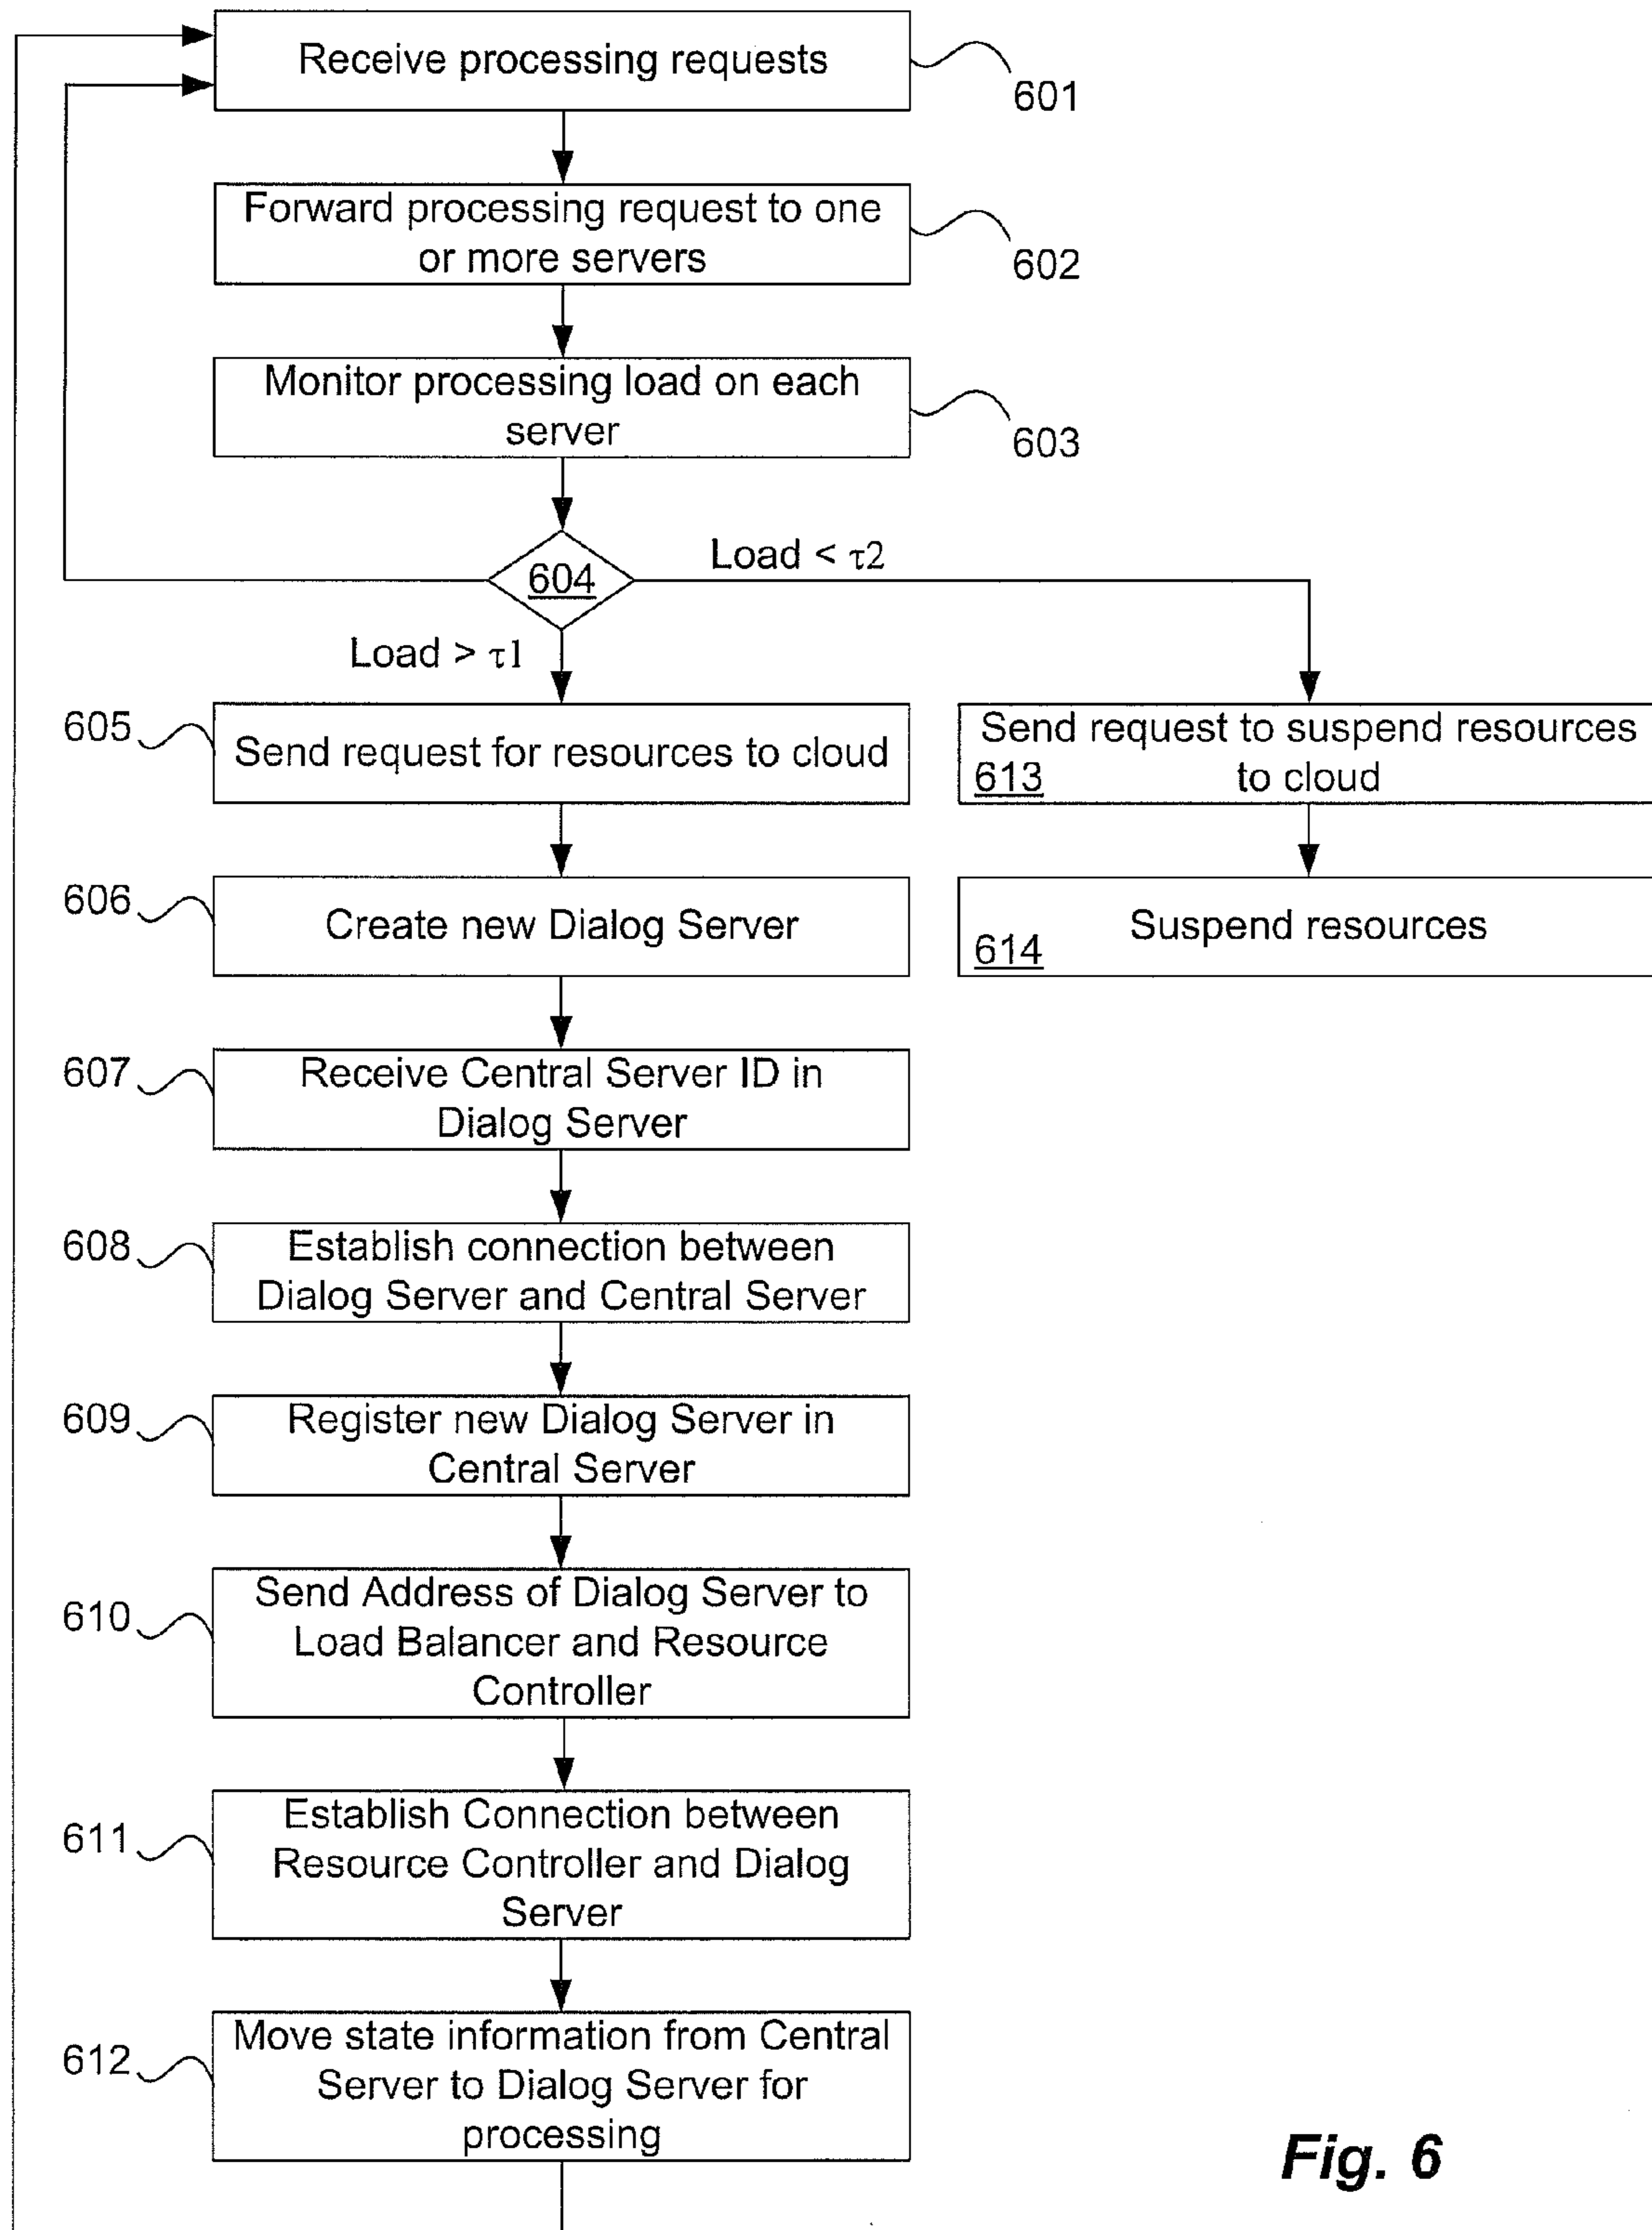 Receive processing requests
601
Forward processing request to one
or more servers
602
Monitor processing load on each
server
603
604
Load < τ2
Load > τ1
605
Send request for resources to cloud
Send request to suspend resources
to cloud
613
606
Create new Dialog Server
Suspend resources
614
607
Receive Central Server ID in
Dialog Server
608
Establish connection between
Dialog Server and Central Server
609
Register new Dialog Server in
Central Server
610
Send Address of Dialog Server to
Load Balancer and Resource
Controller
611
Establish Connection between
Resource Controller and Dialog
Server
612
Move state information from Central
Server to Dialog Server for
processing
Fig. 6